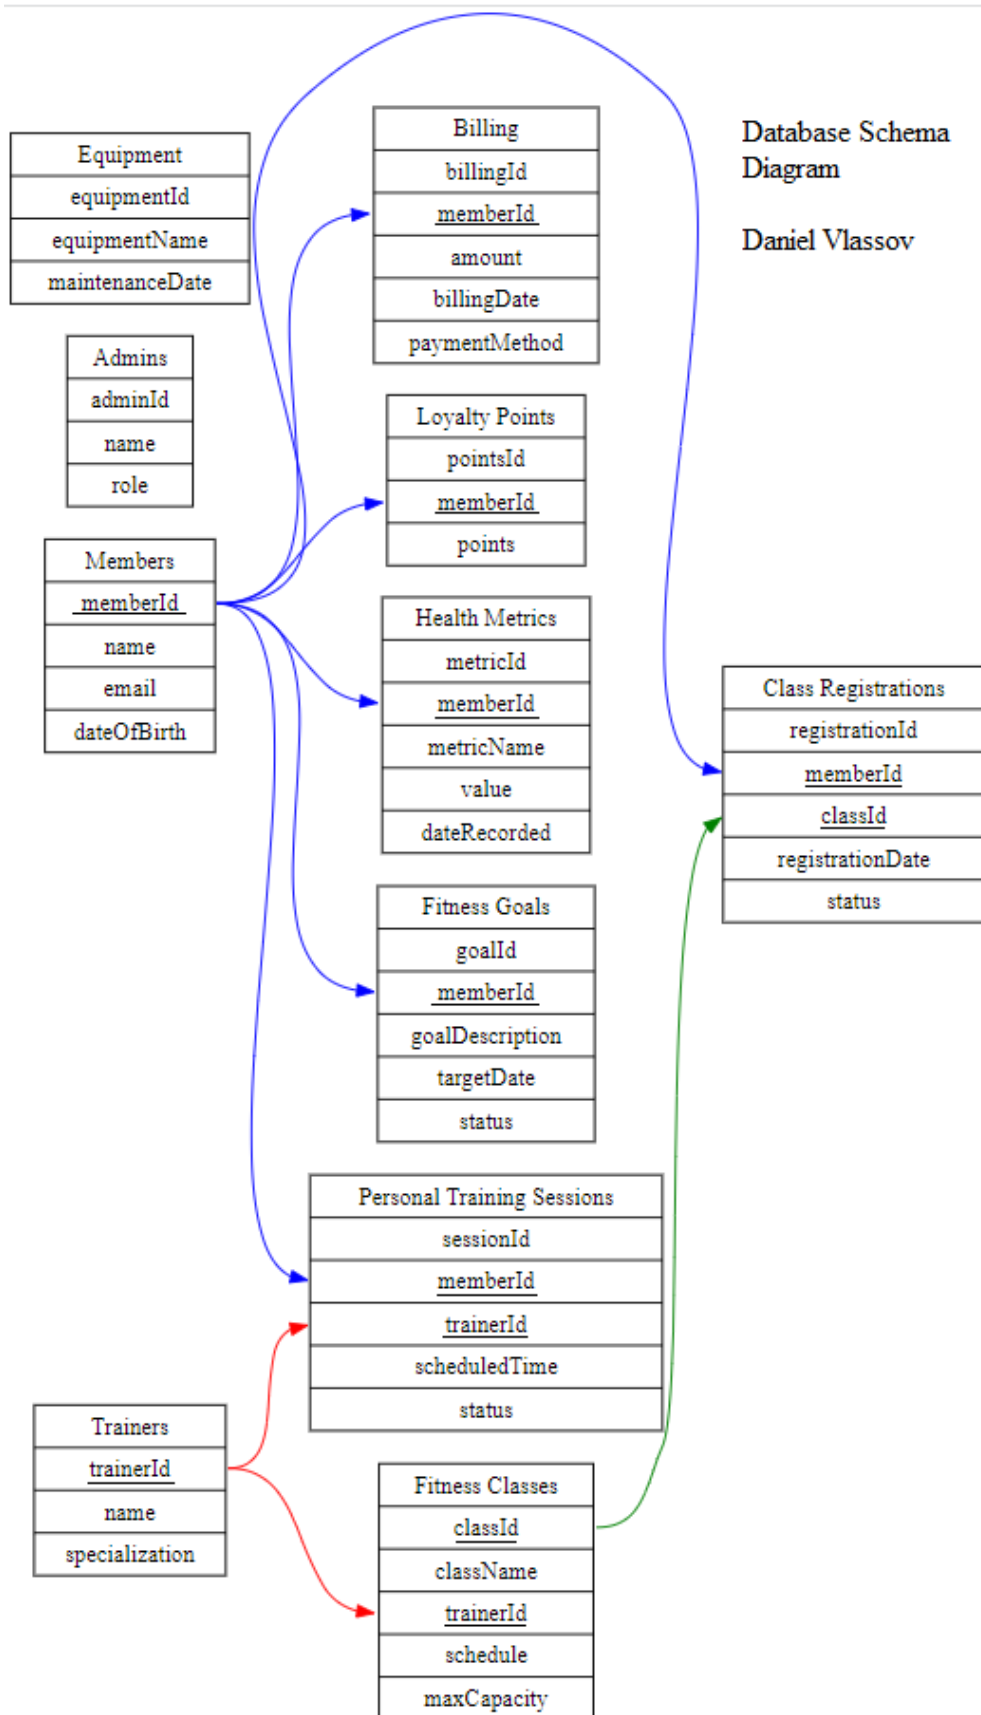 Database Schema
Diagram
Daniel Vlassov
Equipment
equipmentId
equipmentName
maintenanceDate
Admins
adminId
name
role
Members
memberId
name
email
dateOfBirth
Billing
billingId
memberId
amount
billingDate
paymentMethod
Loyalty Points
pointsId
memberId
points
Health Metrics
metricId
memberId
metricName
value
dateRecorded
Fitness Goals
goalId
memberId
goalDescription
targetDate
status
Class Registrations
registrationId
memberId
classId
registrationDate
status
Personal Training Sessions
sessionId
memberId
trainerId
scheduledTime
status
Trainers
trainerId
name
specialization
Fitness Classes
classId
className
trainerId
schedule
maxCapacity